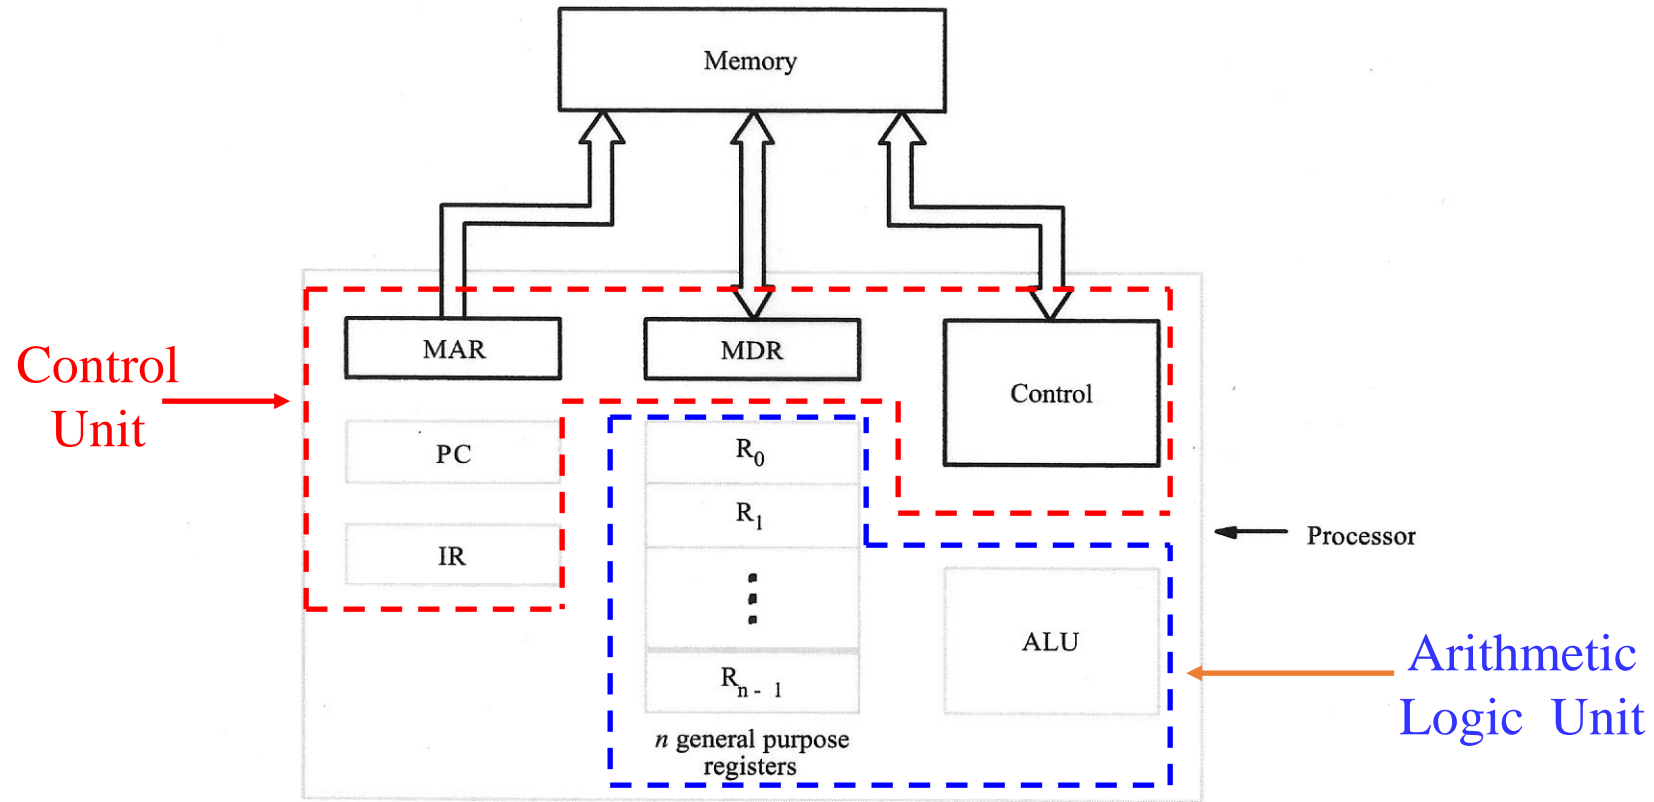 Memory
MAR
MDR
Control
Control
Unit
PC
R0
R1
IR
Processor
ALU
Rn - 1
Arithmetic
Logic Unit
n general purpose
registers